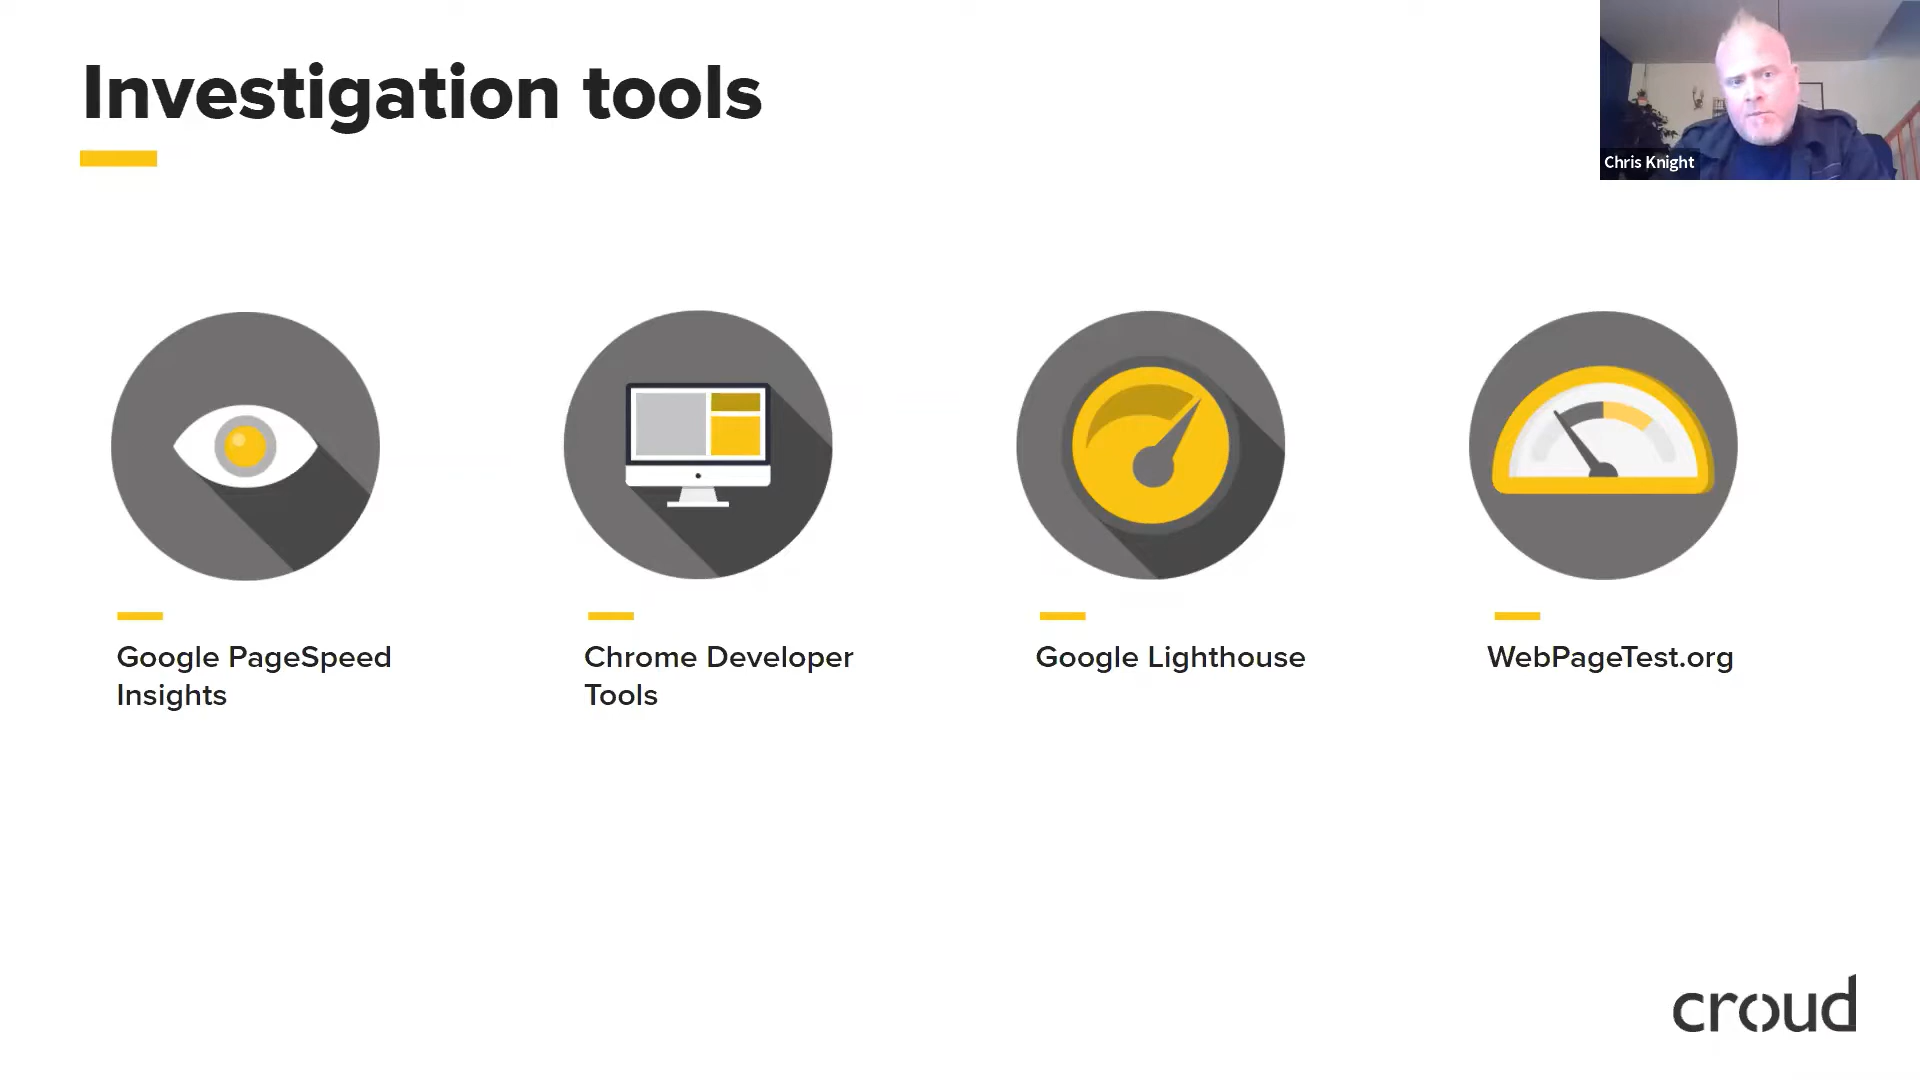 Investigation tools
Chris Knight
Google PageSpeed
Insights
Chrome Developer
Tools
Google Lighthouse
WebPageTest.org
croud